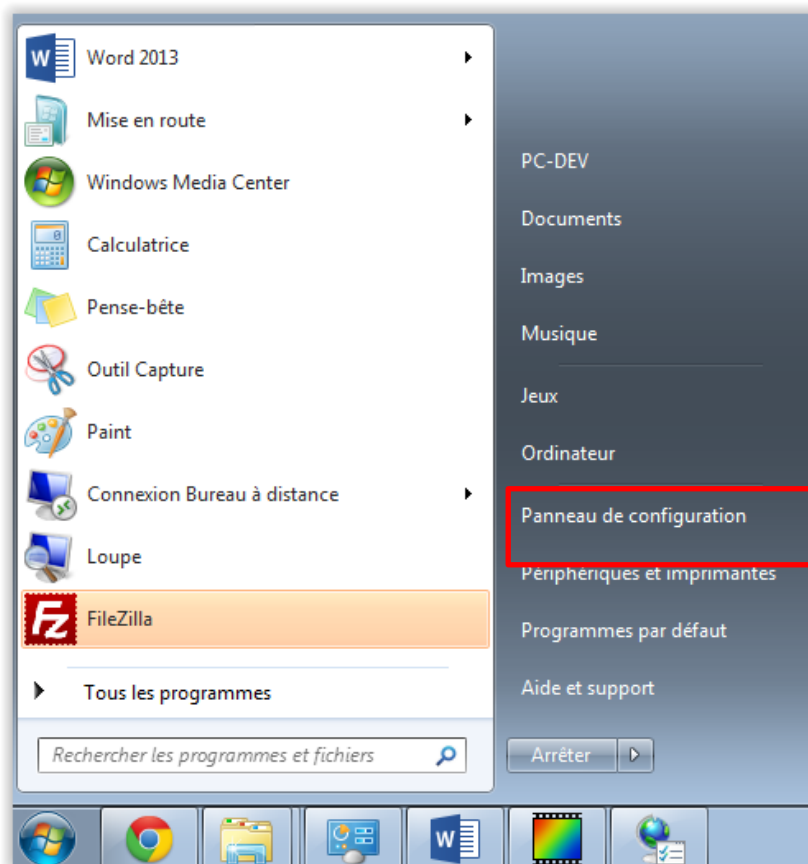 Word 2013
Mise en route
Windows Media Center
Calculatrice
Pense-bête
Outil Capture
Paint
Connexion Bureau à distance
Loupe
FileZilla
Tous les programmes
Rechercher les programmes et fichiers
PC-DEV
Documents
Images
Musique
Jeux
Ordinateur
Panneau de configuration
Périphériques et imprimantes
Programmes par défaut
Aide et support
Arrêter